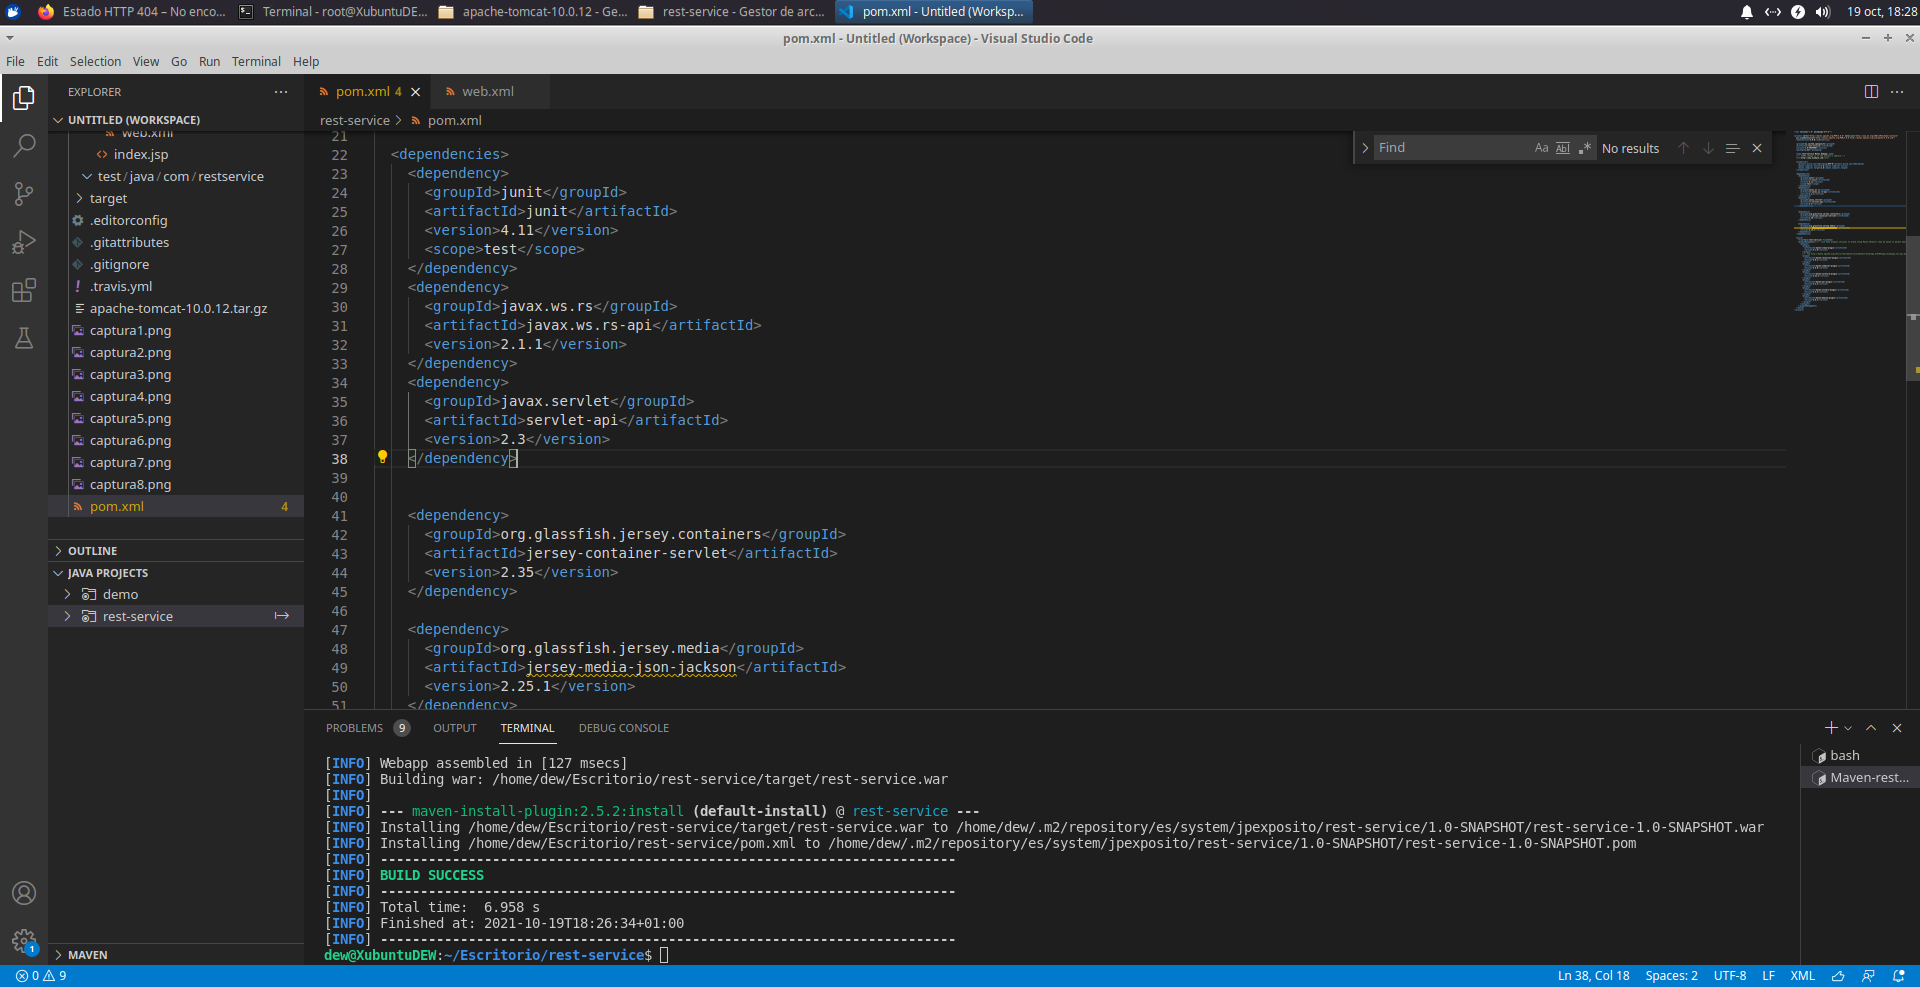 Estado HTTP 404 – No enco...
Terminal - root@XubuntuDE...
apache-tomcat-10.0.12 - Ge...
rest-service - Gestor de arc...
pom.xml - Untitled (Worksp...
19 oct, 18:28
pom.xml - Untitled (Workspace) - Visual Studio Code
File Edit Selection View Go Run Terminal Help
EXPLORER
pom.xml 4
web.xml
UNTITLED (WORKSPACE)
rest-service > pom.xml
web.xml
index.jsp
test / java / com / restservice
target
.editorconfig
.gitattributes
.gitignore
.travis.yml
apache-tomcat-10.0.12.tar.gz
captura1.png
captura2.png
captura3.png
captura4.png
captura5.png
captura6.png
captura7.png
captura8.png
pom.xml 4
OUTLINE
JAVA PROJECTS
demo
rest-service
MAVEN
Find Aa Abl .* No results
21
22 <dependencies>
23 <dependency>
24 <groupId>junit</groupId>
25 <artifactId>junit</artifactId>
26 <version>4.11</version>
27 <scope>test</scope>
28 </dependency>
29 <dependency>
30 <groupId>javax.ws.rs</groupId>
31 <artifactId>javax.ws.rs-api</artifactId>
32 <version>2.1.1</version>
33 </dependency>
34 <dependency>
35 <groupId>javax.servlet</groupId>
36 <artifactId>servlet-api</artifactId>
37 <version>2.3</version>
38 </dependency>
39
40
41 <dependency>
42 <groupId>org.glassfish.jersey.containers</groupId>
43 <artifactId>jersey-container-servlet</artifactId>
44 <version>2.35</version>
45 </dependency>
46
47 <dependency>
48 <groupId>org.glassfish.jersey.media</groupId>
49 <artifactId>jersey-media-json-jackson</artifactId>
50 <version>2.25.1</version>
51 </dependency>
PROBLEMS 9 OUTPUT TERMINAL DEBUG CONSOLE
bash
Maven-rest...
[INFO] Webapp assembled in [127 msecs]
[INFO] Building war: /home/dew/Escritorio/rest-service/target/rest-service.war
[INFO]
[INFO] --- maven-install-plugin:2.5.2:install (default-install) @ rest-service ---
[INFO] Installing /home/dew/Escritorio/rest-service/target/rest-service.war to /home/dew/.m2/repository/es/system/jpexposito/rest-service/1.0-SNAPSHOT/rest-service-1.0-SNAPSHOT.war
[INFO] Installing /home/dew/Escritorio/rest-service/pom.xml to /home/dew/.m2/repository/es/system/jpexposito/rest-service/1.0-SNAPSHOT/rest-service-1.0-SNAPSHOT.pom
[INFO] ------------------------------------------------------------------------
[INFO] BUILD SUCCESS
[INFO] ------------------------------------------------------------------------
[INFO] Total time:  6.958 s
[INFO] Finished at: 2021-10-19T18:26:34+01:00
[INFO] ------------------------------------------------------------------------
dew@XubuntuDEW:~/Escritorio/rest-service$
1
0 9
Ln 38, Col 18 Spaces: 2 UTF-8 LF XML